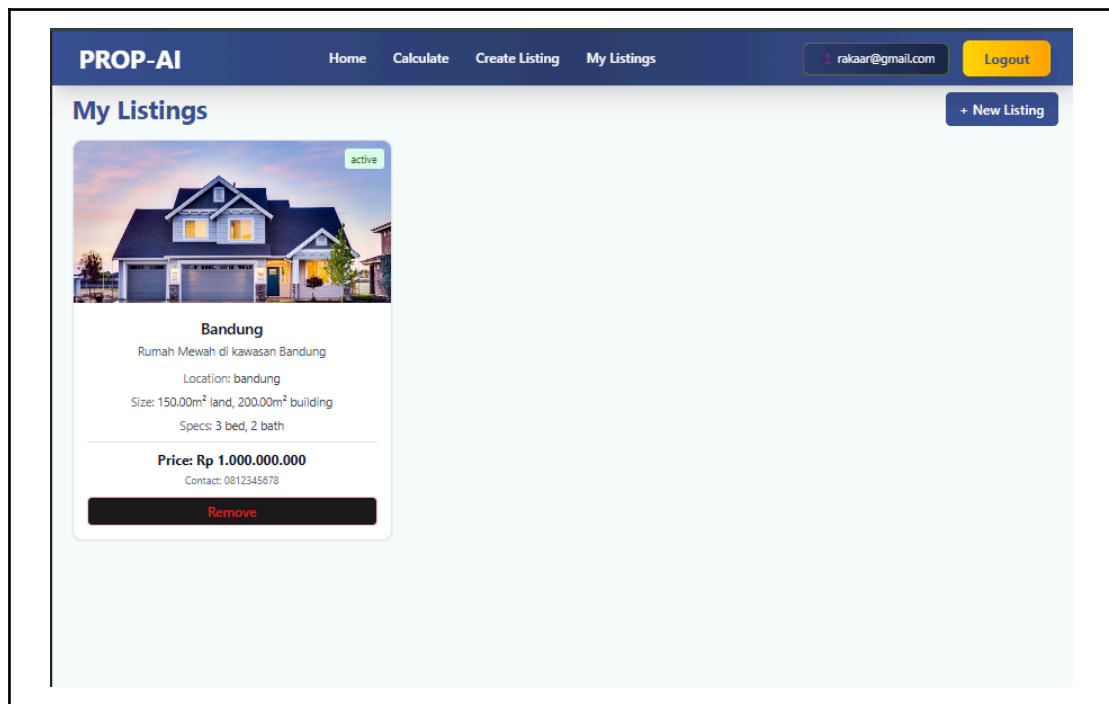 PROP-AI
Home Calculate Create Listing My Listings
rakaar@gmail.com
Logout
My Listings
+ New Listing
active
Bandung
Rumah Mewah di kawasan Bandung
Location: bandung
Size: 150.00m² land, 200.00m² building
Specs: 3 bed, 2 bath
Price: Rp 1.000.000.000
Contact: 0812345678
Remove